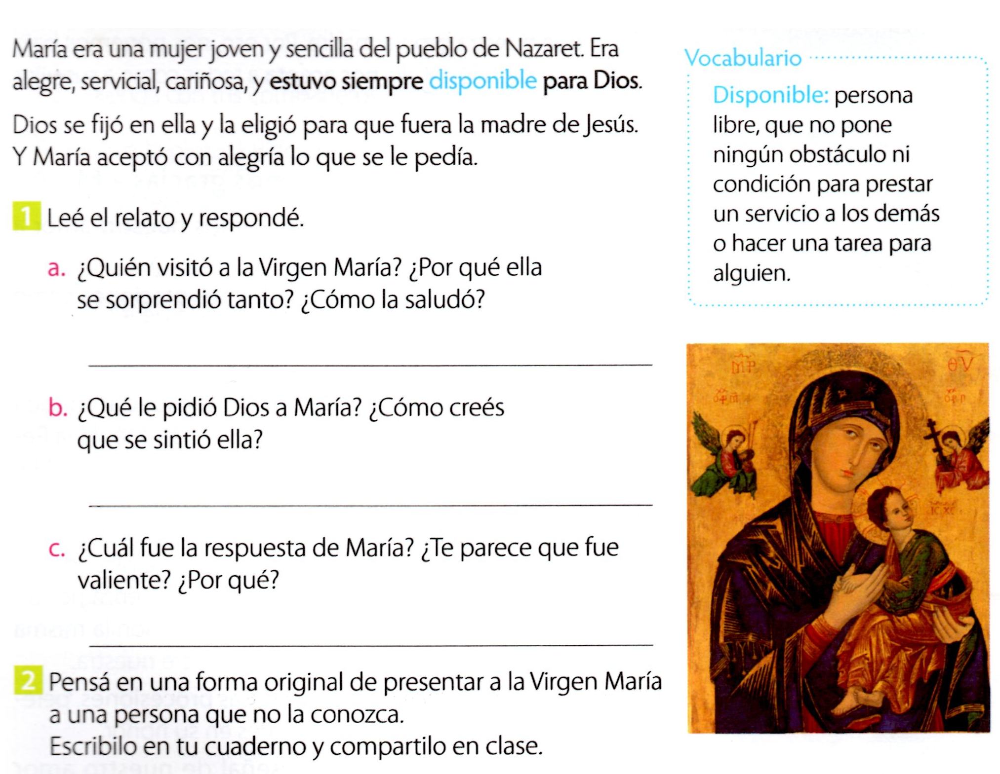 María era una mujer joven y sencilla del pueblo de Nazaret. Era
alegre, servicial, cariñosa, y estuvo siempre disponible para Dios.
Dios se fijó en ella y la eligió para que fuera la madre de Jesús.
Y María aceptó con alegría lo que se le pedía.
1 Leé el relato y respondé.
a. ¿Quién visitó a la Virgen María? ¿Por qué ella
se sorprendió tanto? ¿Cómo la saludó?
b. ¿Qué le pidió Dios a María? ¿Cómo creés
que se sintió ella?
c. ¿Cuál fue la respuesta de María? ¿Te parece que fue
valiente? ¿Por qué?
2 Pensá en una forma original de presentar a la Virgen María
a una persona que no la conozca.
Escribilo en tu cuaderno y compartilo en clase.
Vocabulario
Disponible: persona
libre, que no pone
ningún obstáculo ni
condición para prestar
un servicio a los demás
o hacer una tarea para
alguien.
ΜΡ
ΘV
IC XC